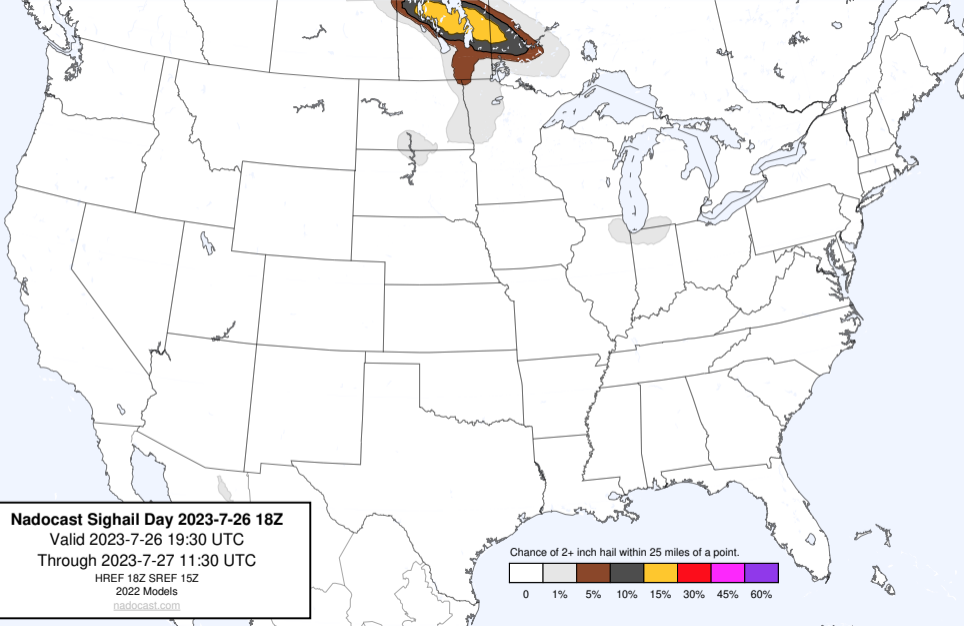 Nadocast Sighail Day 2023-7-26 18Z
Valid 2023-7-26 19:30 UTC
Through 2023-7-27 11:30 UTC
HREF 18Z SREF 15Z
2022 Models
nadocast.com
Chance of 2+ inch hail within 25 miles of a point.
0 1% 5% 10% 15% 30% 45% 60%